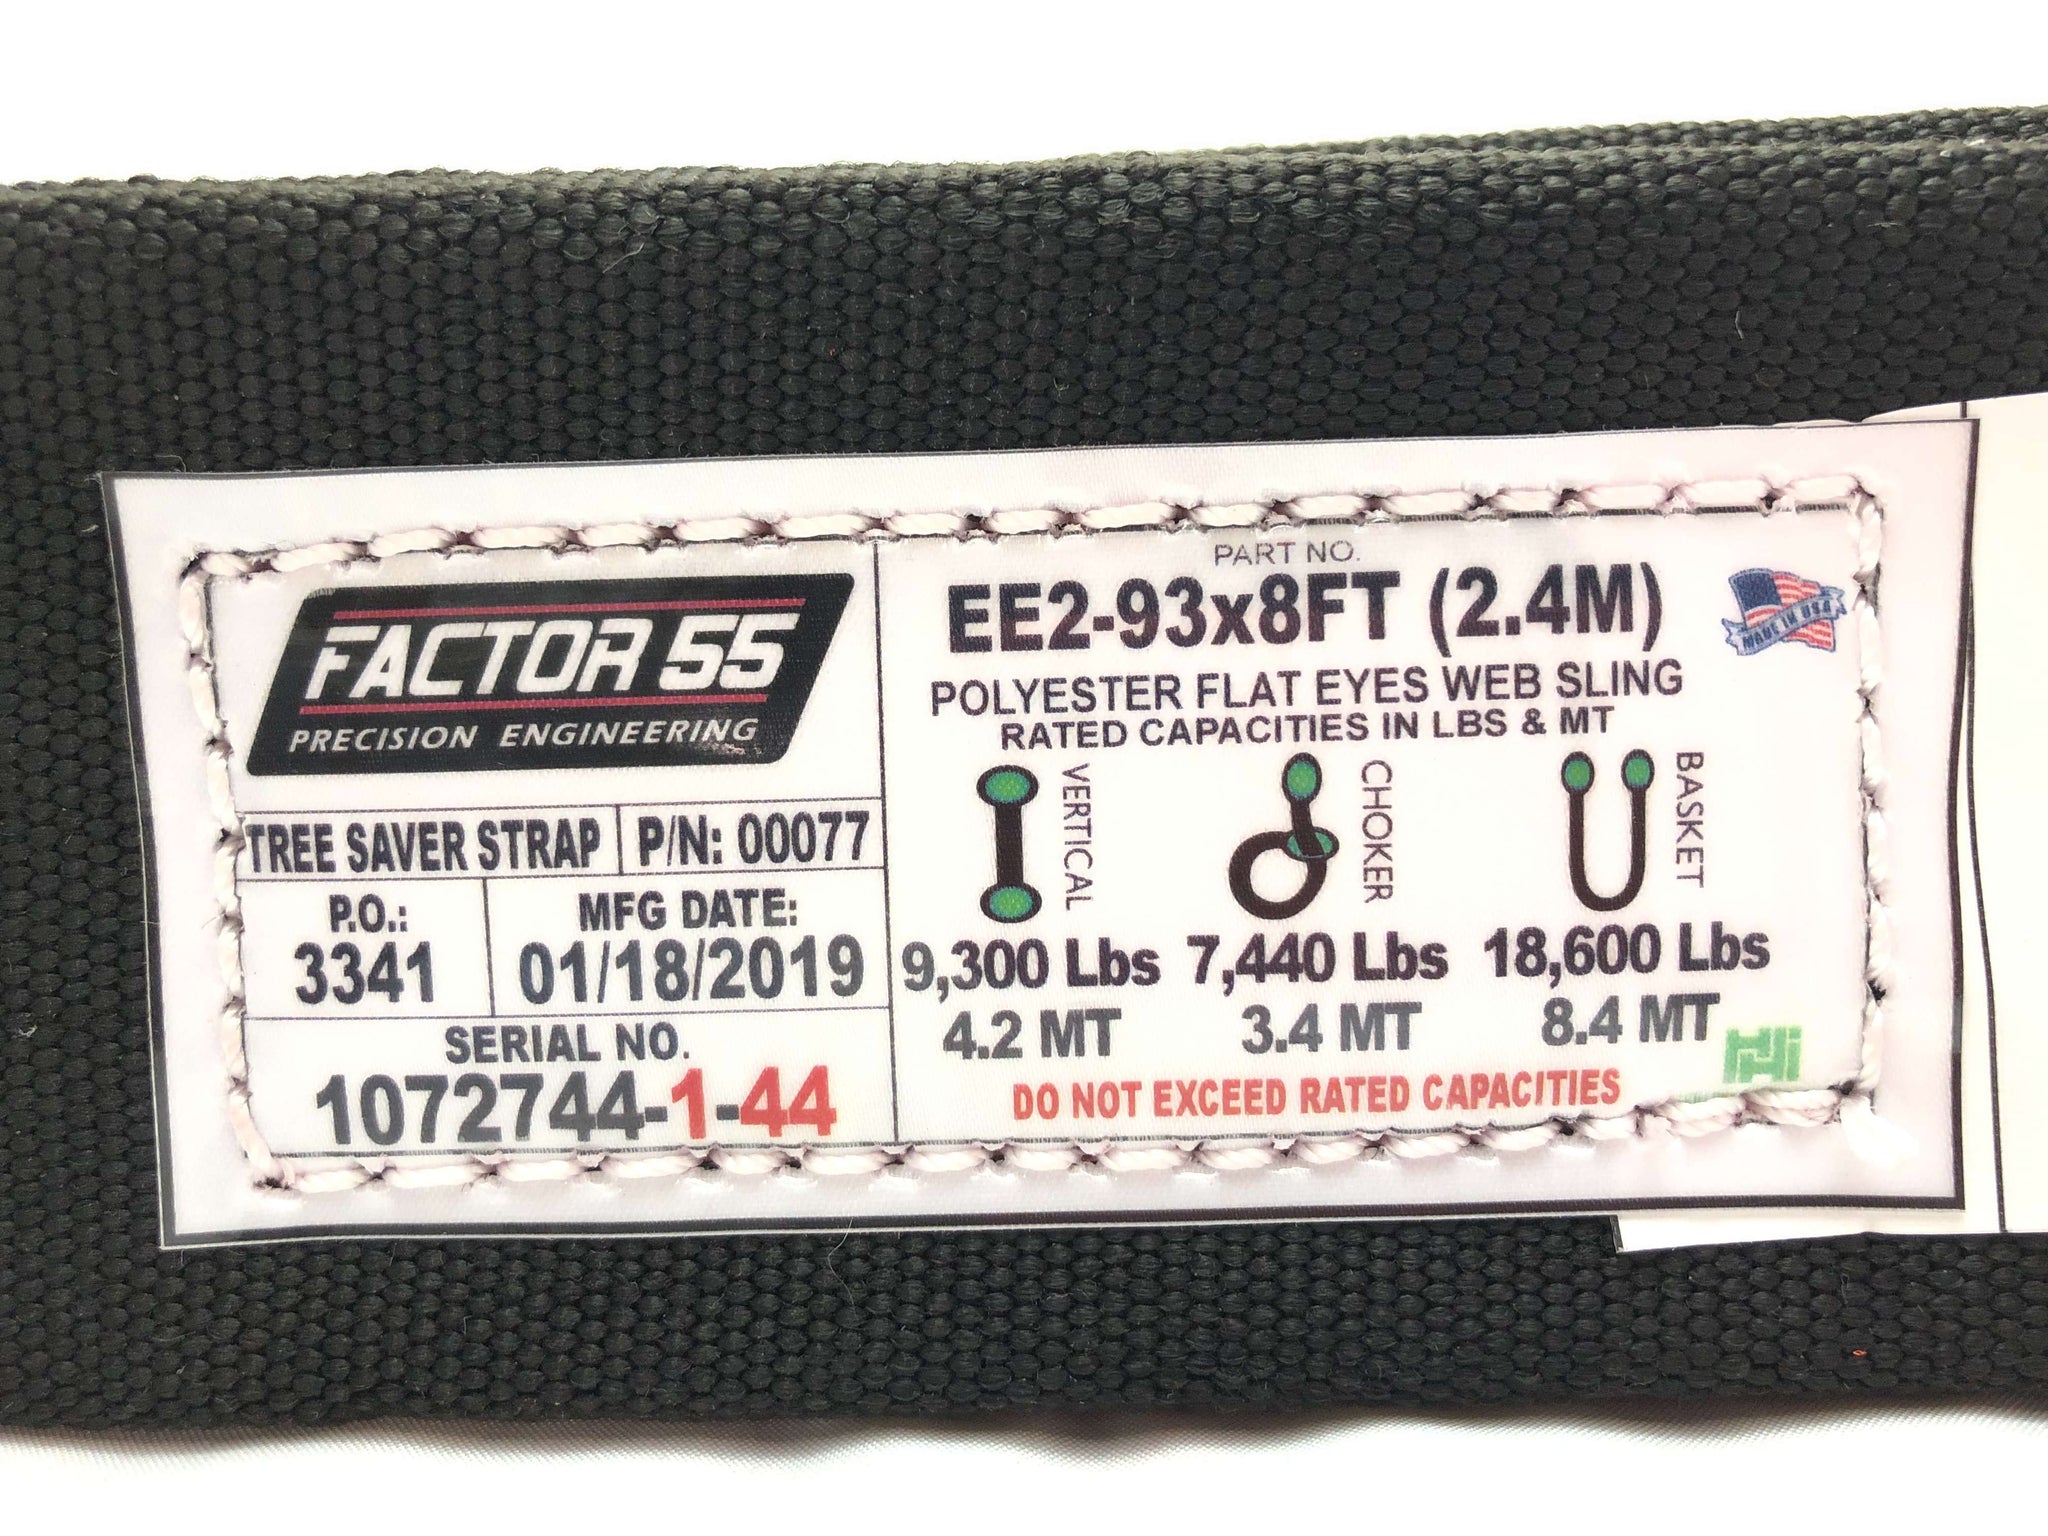 FACTOR 55
PRECISION ENGINEERING
TREE SAVER STRAP
P/N: 00077
P.O.:
3341
MFG DATE:
01/18/2019
SERIAL NO.
1072744-1-44
PART NO.
EE2-93x8FT (2.4M)
MADE IN USA
POLYESTER FLAT EYES WEB SLING
RATED CAPACITIES IN LBS & MT
VERTICAL
CHOKER
BASKET
9,300 Lbs 7,440 Lbs 18,600 Lbs
4.2 MT 3.4 MT 8.4 MT
DO NOT EXCEED RATED CAPACITIES